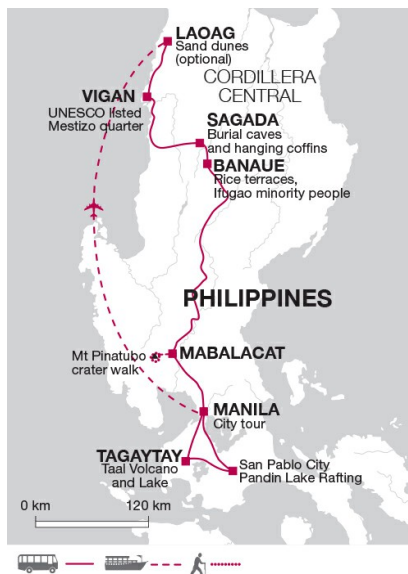 LAOAG
Sand dunes
(optional)
CORDILLERA
CENTRAL
VIGAN
UNESCO listed
Mestizo quarter
SAGADA
Burial caves
and hanging coffins
BANAUE
Rice terraces,
Ifugao minority people
PHILIPPINES
Mt Pinatubo
crater walk
MABALACAT
MANILA
City tour
TAGAYTAY
Taal Volcano
and Lake
San Pablo City
Pandin Lake Rafting
0 km
120 km